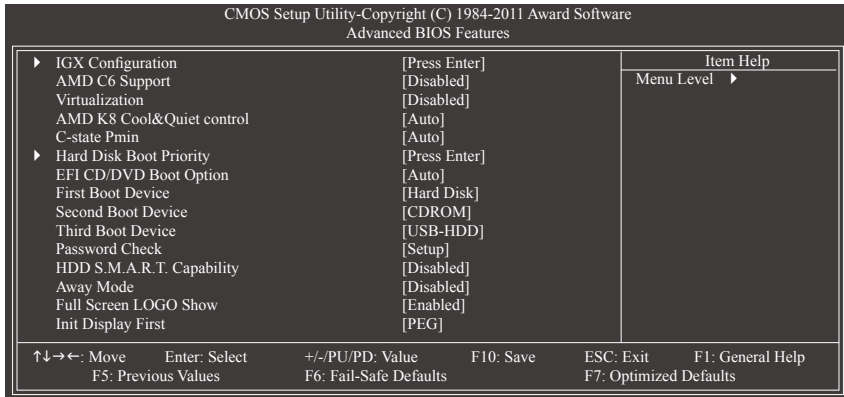 CMOS Setup Utility-Copyright (C) 1984-2011 Award Software
Advanced BIOS Features
▶ IGX Configuration [Press Enter] Item Help
AMD C6 Support [Disabled] Menu Level ▶
Virtualization [Disabled]
AMD K8 Cool&Quiet control [Auto]
C-state Pmin [Auto]
▶ Hard Disk Boot Priority [Press Enter]
EFI CD/DVD Boot Option [Auto]
First Boot Device [Hard Disk]
Second Boot Device [CDROM]
Third Boot Device [USB-HDD]
Password Check [Setup]
HDD S.M.A.R.T. Capability [Disabled]
Away Mode [Disabled]
Full Screen LOGO Show [Enabled]
Init Display First [PEG]
↑↓→←: Move Enter: Select +/-/PU/PD: Value F10: Save ESC: Exit F1: General Help
F5: Previous Values F6: Fail-Safe Defaults F7: Optimized Defaults